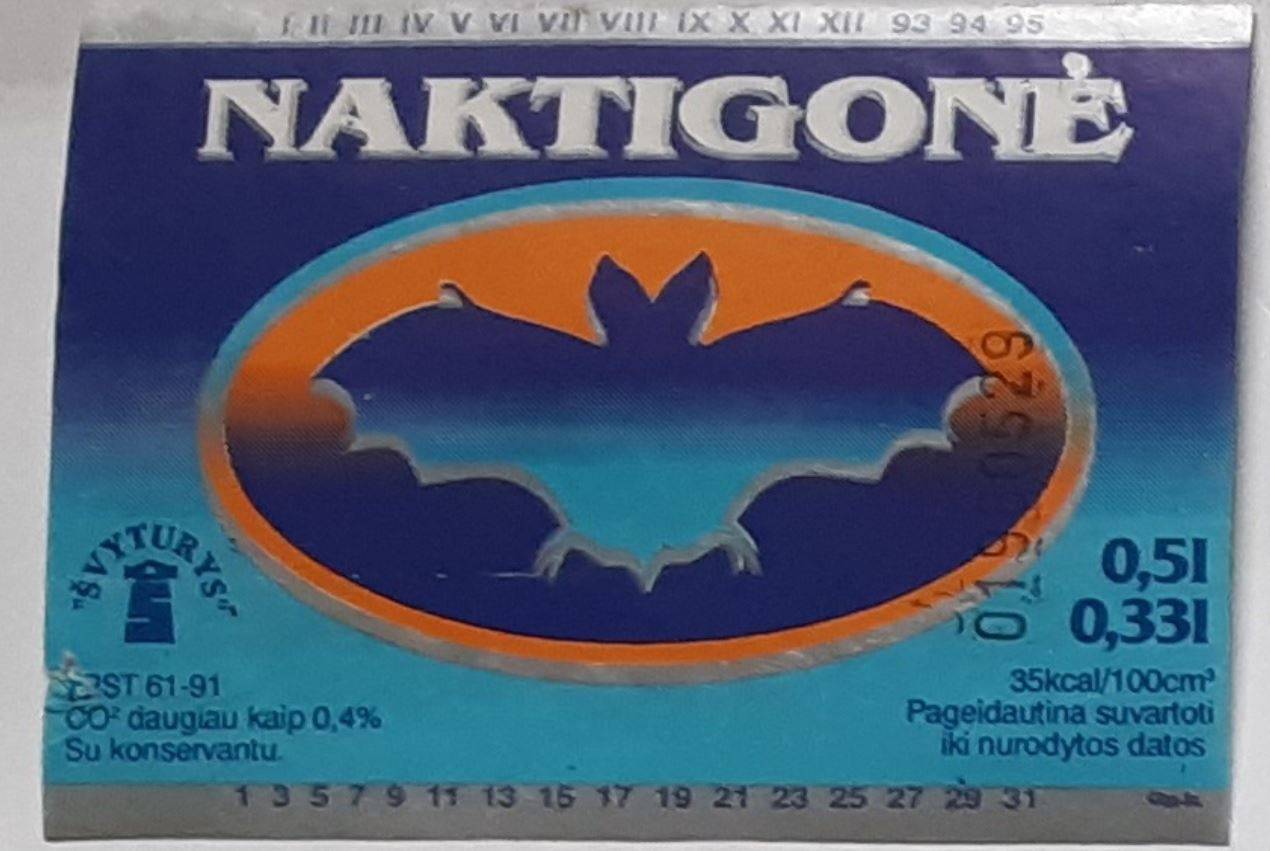 I II III IV V VI VII VIII IX X XI XII 93 94 95
NAKTIGONĖ
"ŠVYTURYS"
0,5l
0,33l
61-91
CO² daugiau kaip 0,4%
Su konservantu.
35kcal/100cm³
Pageidautina suvartoti
iki nurodytos datos
1 3 5 7 9 11 13 15 17 19 21 23 25 27 29 31